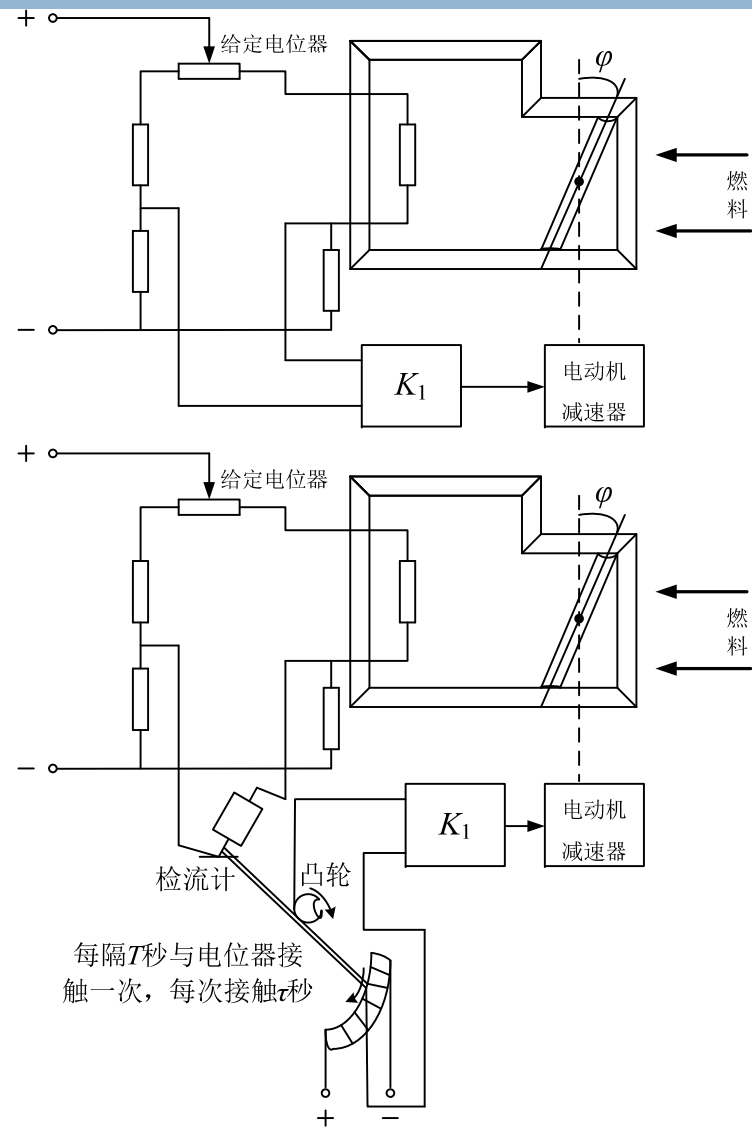 +
给定电位器
φ
燃
料
−
K₁
电动机
减速器
+
给定电位器
φ
燃
料
−
K₁
电动机
减速器
检流计
凸轮
每隔T秒与电位器接
触一次，每次接触τ秒
+ −